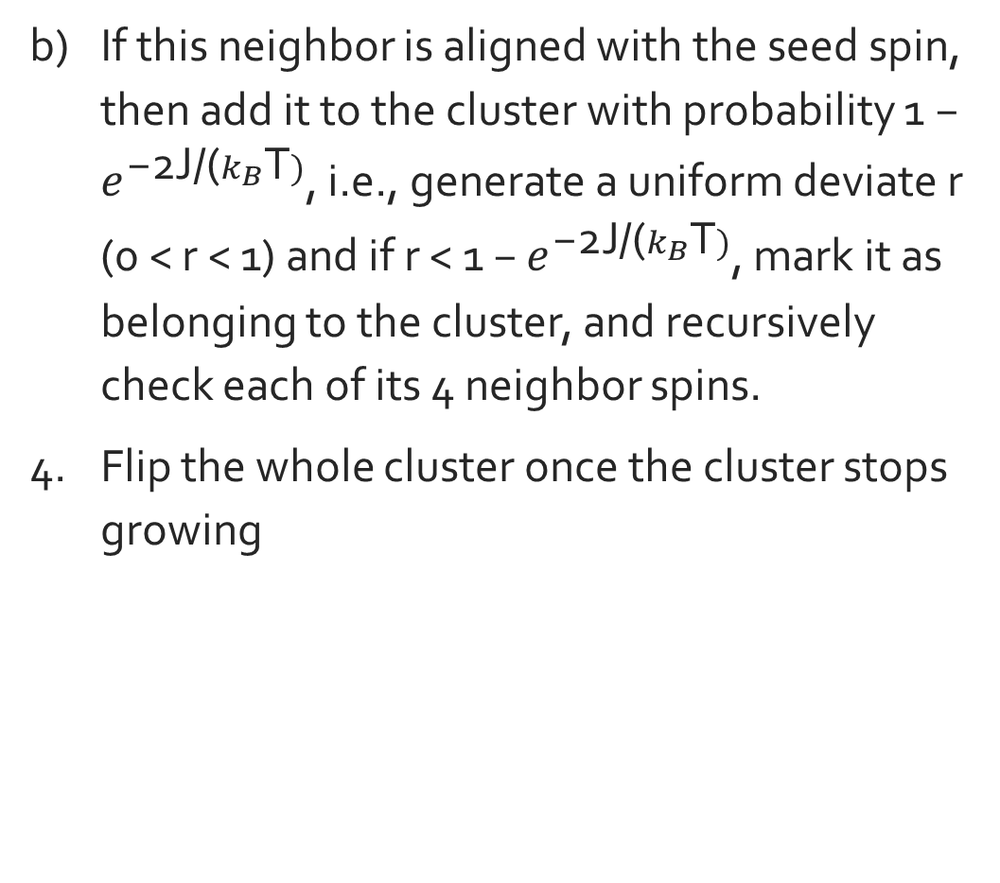 b) If this neighbor is aligned with the seed spin,
then add it to the cluster with probability 1 –
e^−2J/(k_BT), i.e., generate a uniform deviate r
(0 < r < 1) and if r < 1 – e^−2J/(k_BT), mark it as
belonging to the cluster, and recursively
check each of its 4 neighbor spins.
4. Flip the whole cluster once the cluster stops
growing